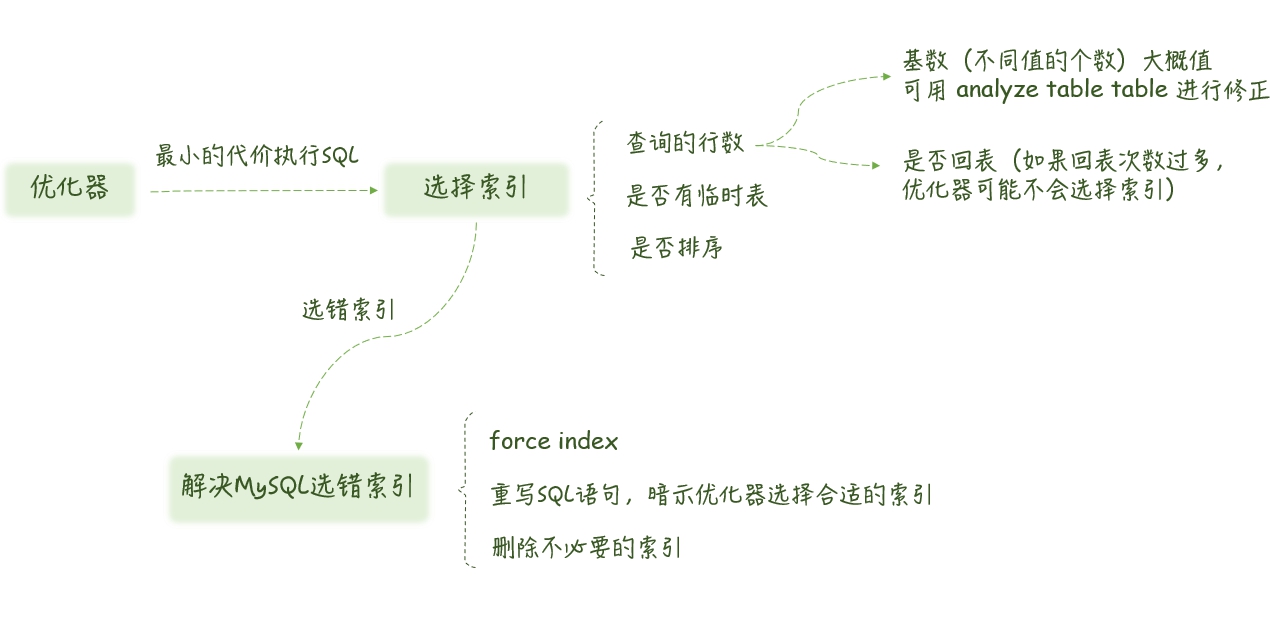 基数（不同值的个数）大概值
可用 analyze table table 进行修正
最小的代价执行SQL
查询的行数
优化器
选择索引
是否回表（如果回表次数过多，
优化器可能不会选择索引）
是否有临时表
是否排序
选错索引
force index
解决MySQL选错索引
重写SQL语句，暗示优化器选择合适的索引
删除不必要的索引